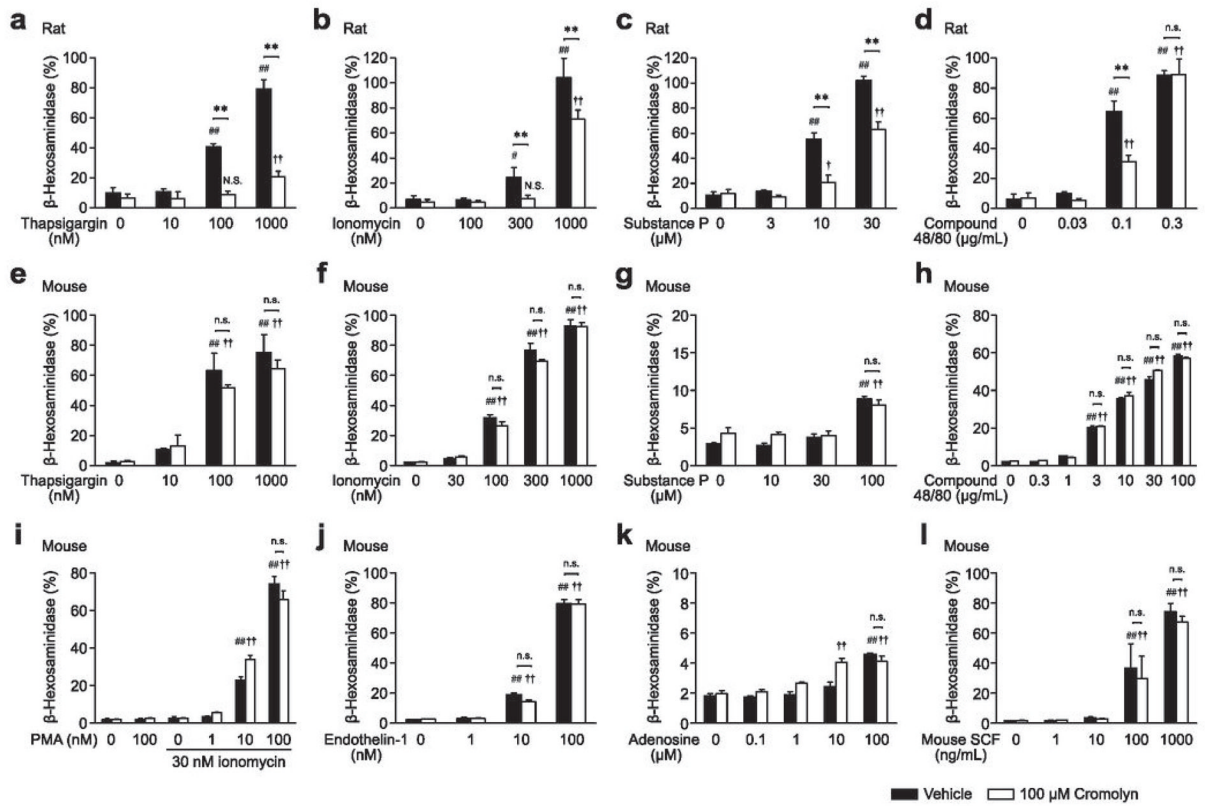 a Rat
** 
**
##
##
††
N.S.
β-Hexosaminidase (%)
100
80
60
40
20
0
Thapsigargin 0 10 100 1000
(nM)
b Rat
**
##
††
**
#
N.S.
β-Hexosaminidase (%)
120
100
80
60
40
20
0
Ionomycin 0 100 300 1000
(nM)
c Rat
**
##
**
††
##
†
β-Hexosaminidase (%)
120
100
80
60
40
20
0
Substance P 0 3 10 30
(µM)
d Rat
n.s.
## ††
**
##
††
β-Hexosaminidase (%)
120
100
80
60
40
20
0
Compound 0 0.03 0.1 0.3
48/80 (µg/mL)
e Mouse
n.s.
n.s.
## ††
## ††
β-Hexosaminidase (%)
100
80
60
40
20
0
Thapsigargin 0 10 100 1000
(nM)
f Mouse
n.s.
##††
n.s.
##††
n.s.
##††
β-Hexosaminidase (%)
100
80
60
40
20
0
Ionomycin 0 30 100 300 1000
(nM)
g Mouse
n.s.
## ††
β-Hexosaminidase (%)
20
15
10
5
0
Substance P 0 10 30 100
(µM)
h Mouse
n.s.
##††
n.s.
##††
n.s.
##††
n.s.
##††
β-Hexosaminidase (%)
80
60
40
20
0
Compound 0 0.3 1 3 10 30 100
48/80 (µg/mL)
i Mouse
n.s.
##††
##††
β-Hexosaminidase (%)
80
60
40
20
0
PMA (nM) 0 100 0 1 10 100
30 nM ionomycin
j Mouse
n.s.
## ††
n.s.
## ††
β-Hexosaminidase (%)
100
80
60
40
20
0
Endothelin-1 0 1 10 100
(nM)
k Mouse
n.s.
††
##††
β-Hexosaminidase (%)
10
8
6
4
2
0
Adenosine 0 0.1 1 10 100
(µM)
l Mouse
n.s.
##††
n.s.
##††
β-Hexosaminidase (%)
100
80
60
40
20
0
Mouse SCF 0 1 10 100 1000
(ng/mL)
Vehicle 100 µM Cromolyn